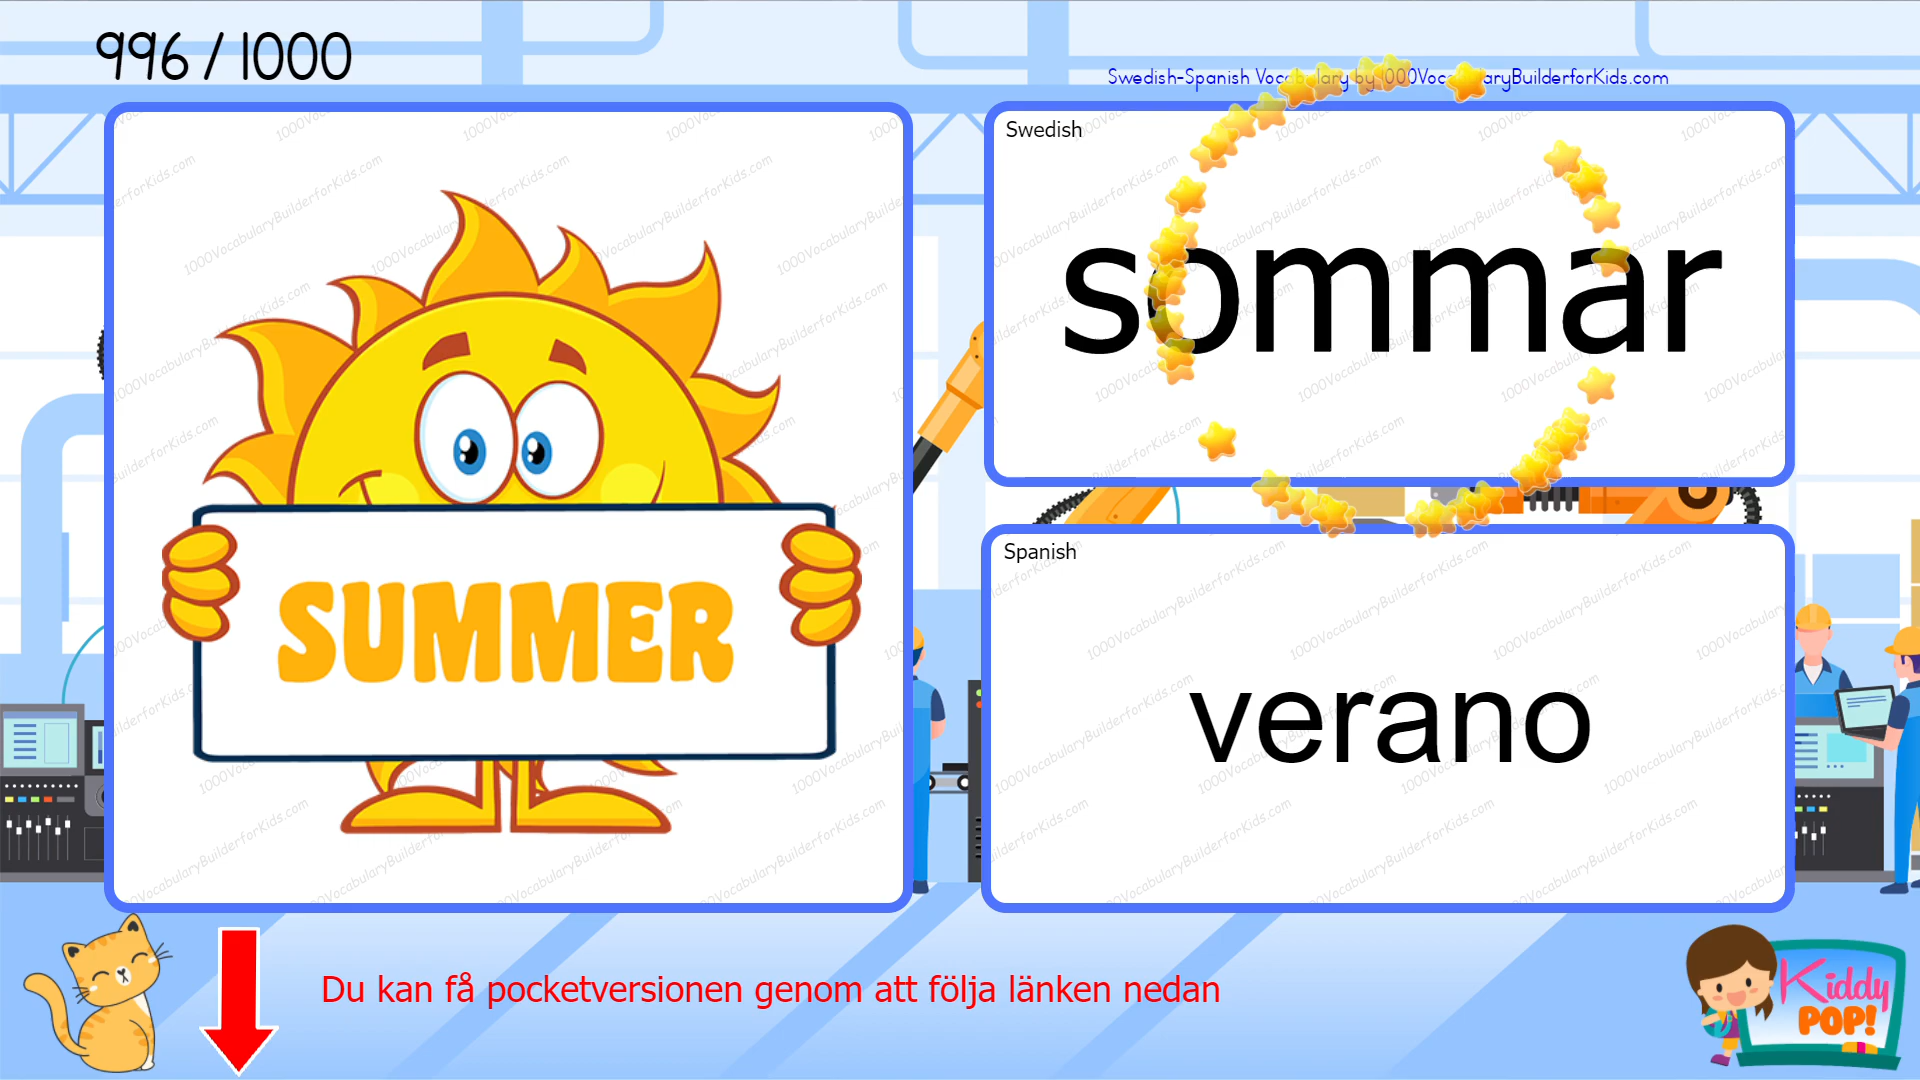 996 / 1000
Swedish-Spanish Vocabulary by 1000VocabularyBuilderforKids.com
Swedish
sommar
SUMMER
Spanish
verano
Du kan få pocketversionen genom att följa länken nedan
Kiddy
POP!